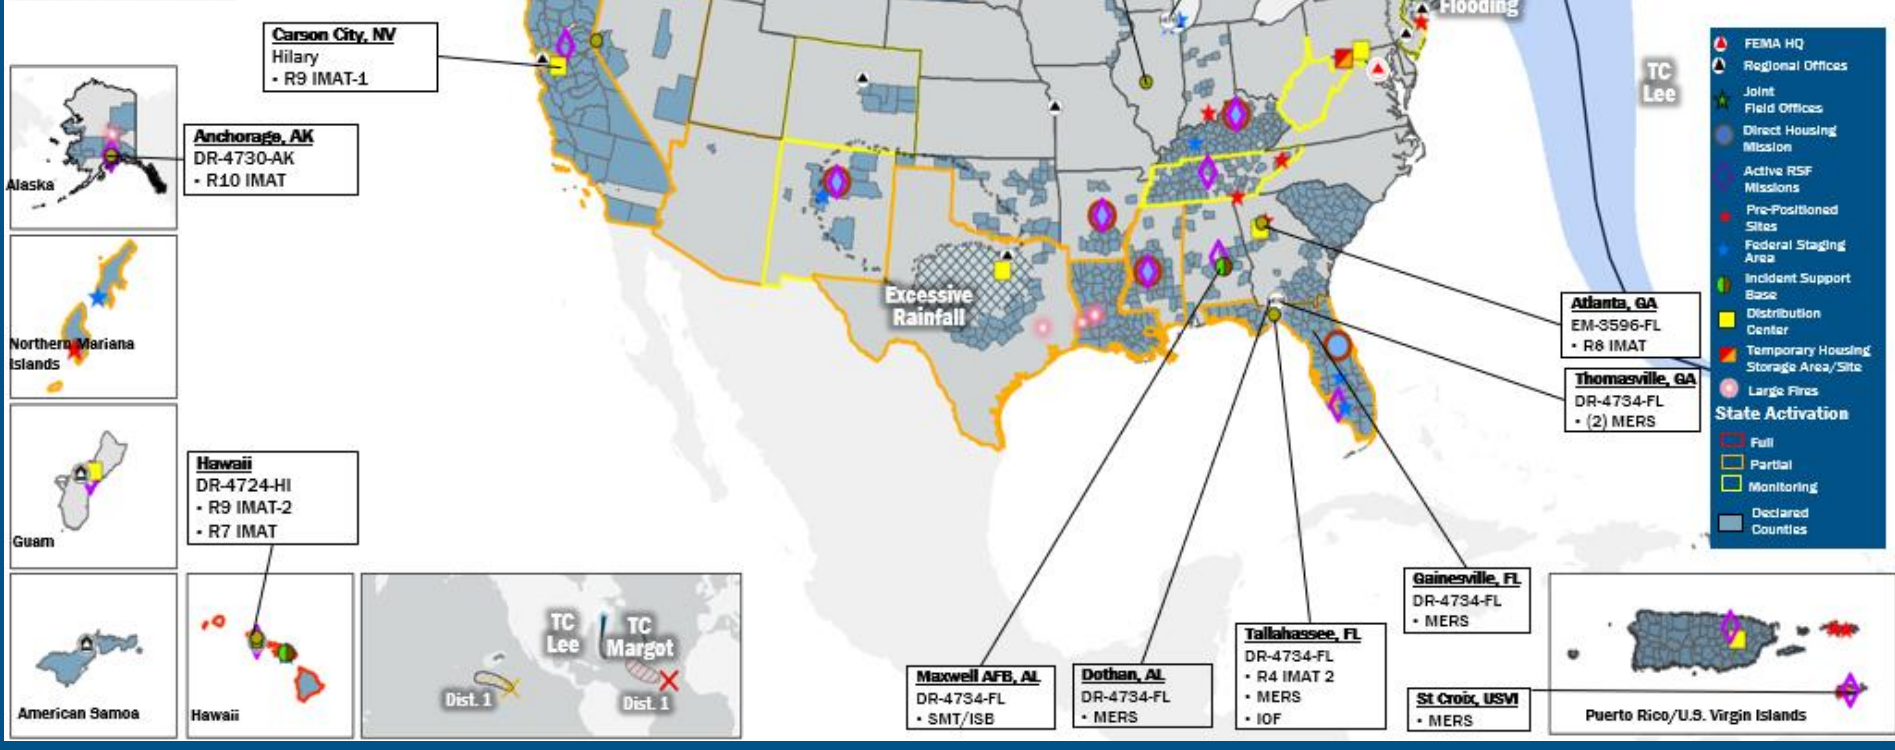 Flooding
Carson City, NV
Hilary
• R9 IMAT-1
Anchorage, AK
DR-4730-AK
• R10 IMAT
Alaska
Northern Mariana
Islands
Guam
Hawaii
DR-4724-HI
• R9 IMAT-2
• R7 IMAT
American Samoa
Hawaii
TC
Lee
TC
Margot
Dist. 1
Dist. 1
Excessive
Rainfall
TC
Lee
Atlanta, GA
EM-3596-FL
• R8 IMAT
Thomasville, GA
DR-4734-FL
• (2) MERS
Gainesville, FL
DR-4734-FL
• MERS
Tallahassee, FL
DR-4734-FL
• R4 IMAT 2
• MERS
• IOF
Dothan, AL
DR-4734-FL
• MERS
Maxwell AFB, AL
DR-4734-FL
• SMT/ISB
St Croix, USVI
• MERS
Puerto Rico/U.S. Virgin Islands
FEMA HQ
Regional Offices
Joint
Field Offices
Direct Housing
Mission
Active RSF
Missions
Pre-Positioned
Sites
Federal Staging
Area
Incident Support
Base
Distribution
Center
Temporary Housing
Storage Area/Site
Large Fires
State Activation
Full
Partial
Monitoring
Declared
Counties